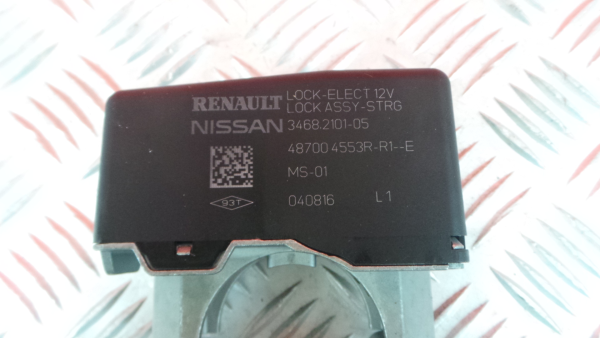 RENAULT LOCK-ELECT 12V
LOCK ASSY-STRG
NISSAN 3468.2101-05
48700 4553R-R1--E
MS-01
93T 040816 L1